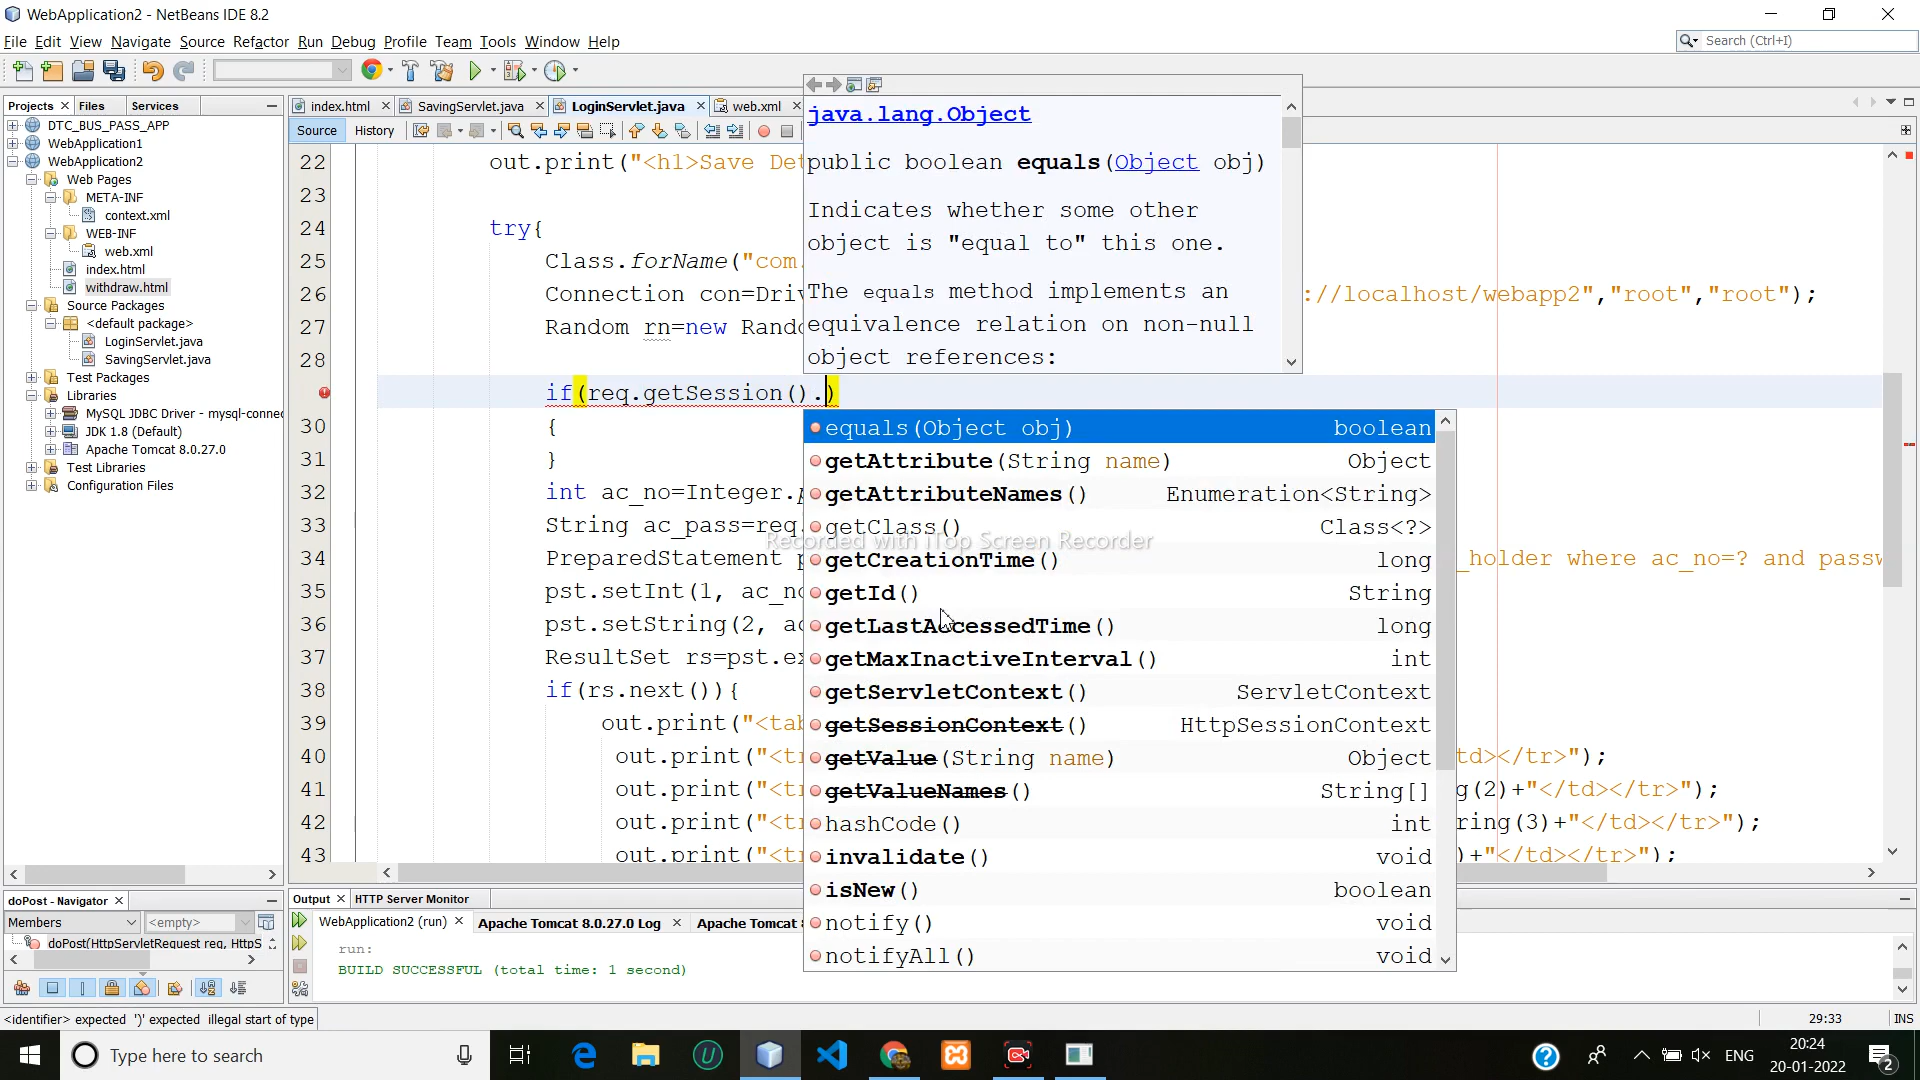 WebApplication2 - NetBeans IDE 8.2
File Edit View Navigate Source Refactor Run Debug Profile Team Tools Window Help
Search (Ctrl+I)
Projects Files Services
DTC_BUS_PASS_APP
WebApplication1
WebApplication2
Web Pages
META-INF
context.xml
WEB-INF
web.xml
index.html
withdraw.html
Source Packages
<default package>
LoginServlet.java
SavingServlet.java
Test Packages
Libraries
MySQL JDBC Driver - mysql-connec
JDK 1.8 (Default)
Apache Tomcat 8.0.27.0
Test Libraries
Configuration Files
index.html SavingServlet.java LoginServlet.java web.xml
Source History
22 out.print("<h1>Save Det
23
24 try{
25 Class.forName("com.
26 Connection con=Driv ://localhost/webapp2","root","root");
27 Random rn=new Rando
28
if(req.getSession().)
30 {
31 }
32 int ac_no=Integer.p
33 String ac_pass=req.
34 PreparedStatement p _holder where ac_no=? and passw
35 pst.setInt(1, ac_no
36 pst.setString(2, ac
37 ResultSet rs=pst.ex
38 if(rs.next()){
39 out.print("<tab
40 out.print("<tr td></tr>");
41 out.print("<tr g(2)+"</td></tr>");
42 out.print("<tr ring(3)+"</td></tr>");
43 out.print("<tr )+"</td></tr>");
java.lang.Object
public boolean equals(Object obj)
Indicates whether some other
object is "equal to" this one.
The equals method implements an
equivalence relation on non-null
object references:
equals(Object obj) boolean
getAttribute(String name) Object
getAttributeNames() Enumeration<String>
getClass() Class<?>
Recorded with iTop Screen Recorder
getCreationTime() long
getId() String
getLastAccessedTime() long
getMaxInactiveInterval() int
getServletContext() ServletContext
getSessionContext() HttpSessionContext
getValue(String name) Object
getValueNames() String[]
hashCode() int
invalidate() void
isNew() boolean
notify() void
notifyAll() void
doPost - Navigator
Members <empty>
doPost(HttpServletRequest req, HttpS
Output HTTP Server Monitor
WebApplication2 (run) Apache Tomcat 8.0.27.0 Log Apache Tomcat 8
run:
BUILD SUCCESSFUL (total time: 1 second)
<identifier> expected ')' expected illegal start of type
29:33 INS
Type here to search
ENG
20:24
20-01-2022
2